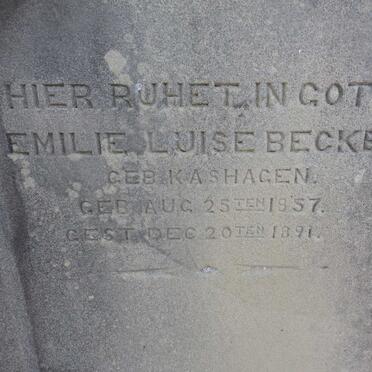 HIER RUHET IN GOT
EMILIE LUISE BECKE
GEB. KASHAGEN.
GEB. AUG 25TEN 1857.
GEST. DEC 20TEN 1891.